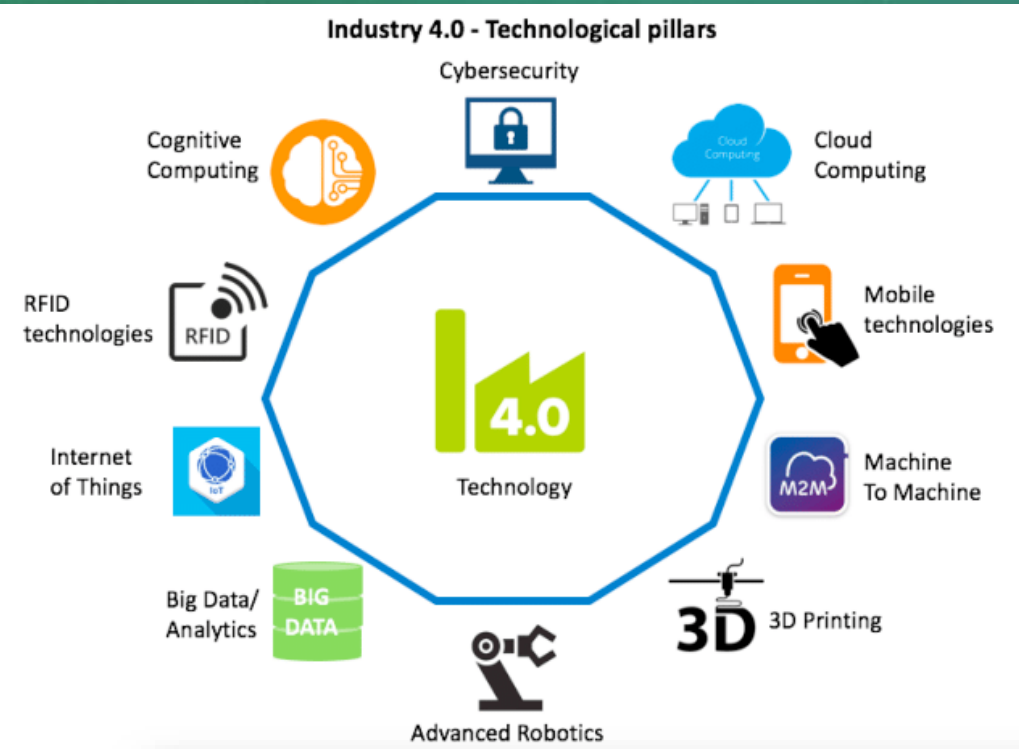 Industry 4.0 - Technological pillars
Cybersecurity
Cognitive
Computing
Cloud
Computing
Cloud
Computing
RFID
technologies
RFID
Mobile
technologies
4.0
Technology
Internet
of Things
IoT
M2M
Machine
To Machine
Big Data/
Analytics
BIG
DATA
3D
3D Printing
Advanced Robotics